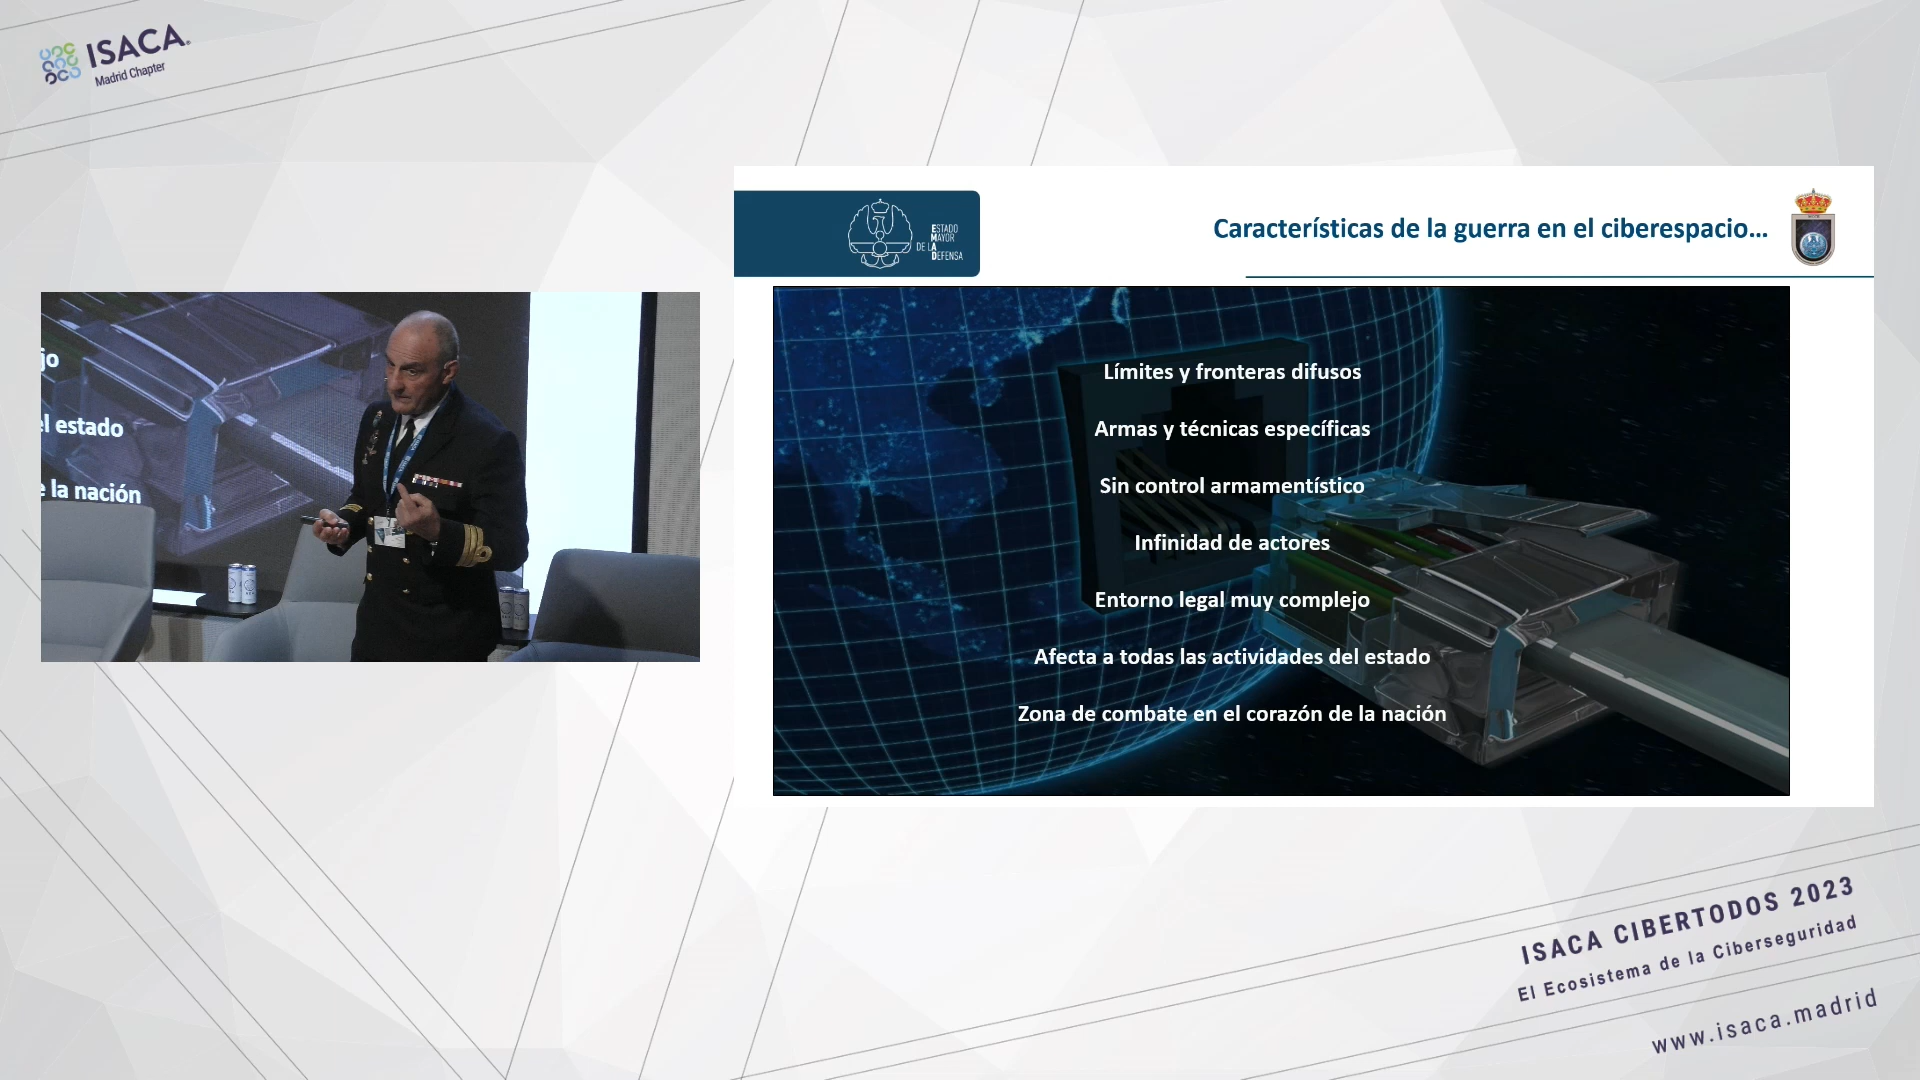 ISACA®
Madrid Chapter
ESTADO
MAYOR
DE LA
DEFENSA
Características de la guerra en el ciberespacio...
jo
el estado
e la nación
Límites y fronteras difusos
Armas y técnicas específicas
Sin control armamentístico
Infinidad de actores
Entorno legal muy complejo
Afecta a todas las actividades del estado
Zona de combate en el corazón de la nación
ISACA CIBERTODOS 2023
El Ecosistema de la Ciberseguridad
www.isaca.madrid